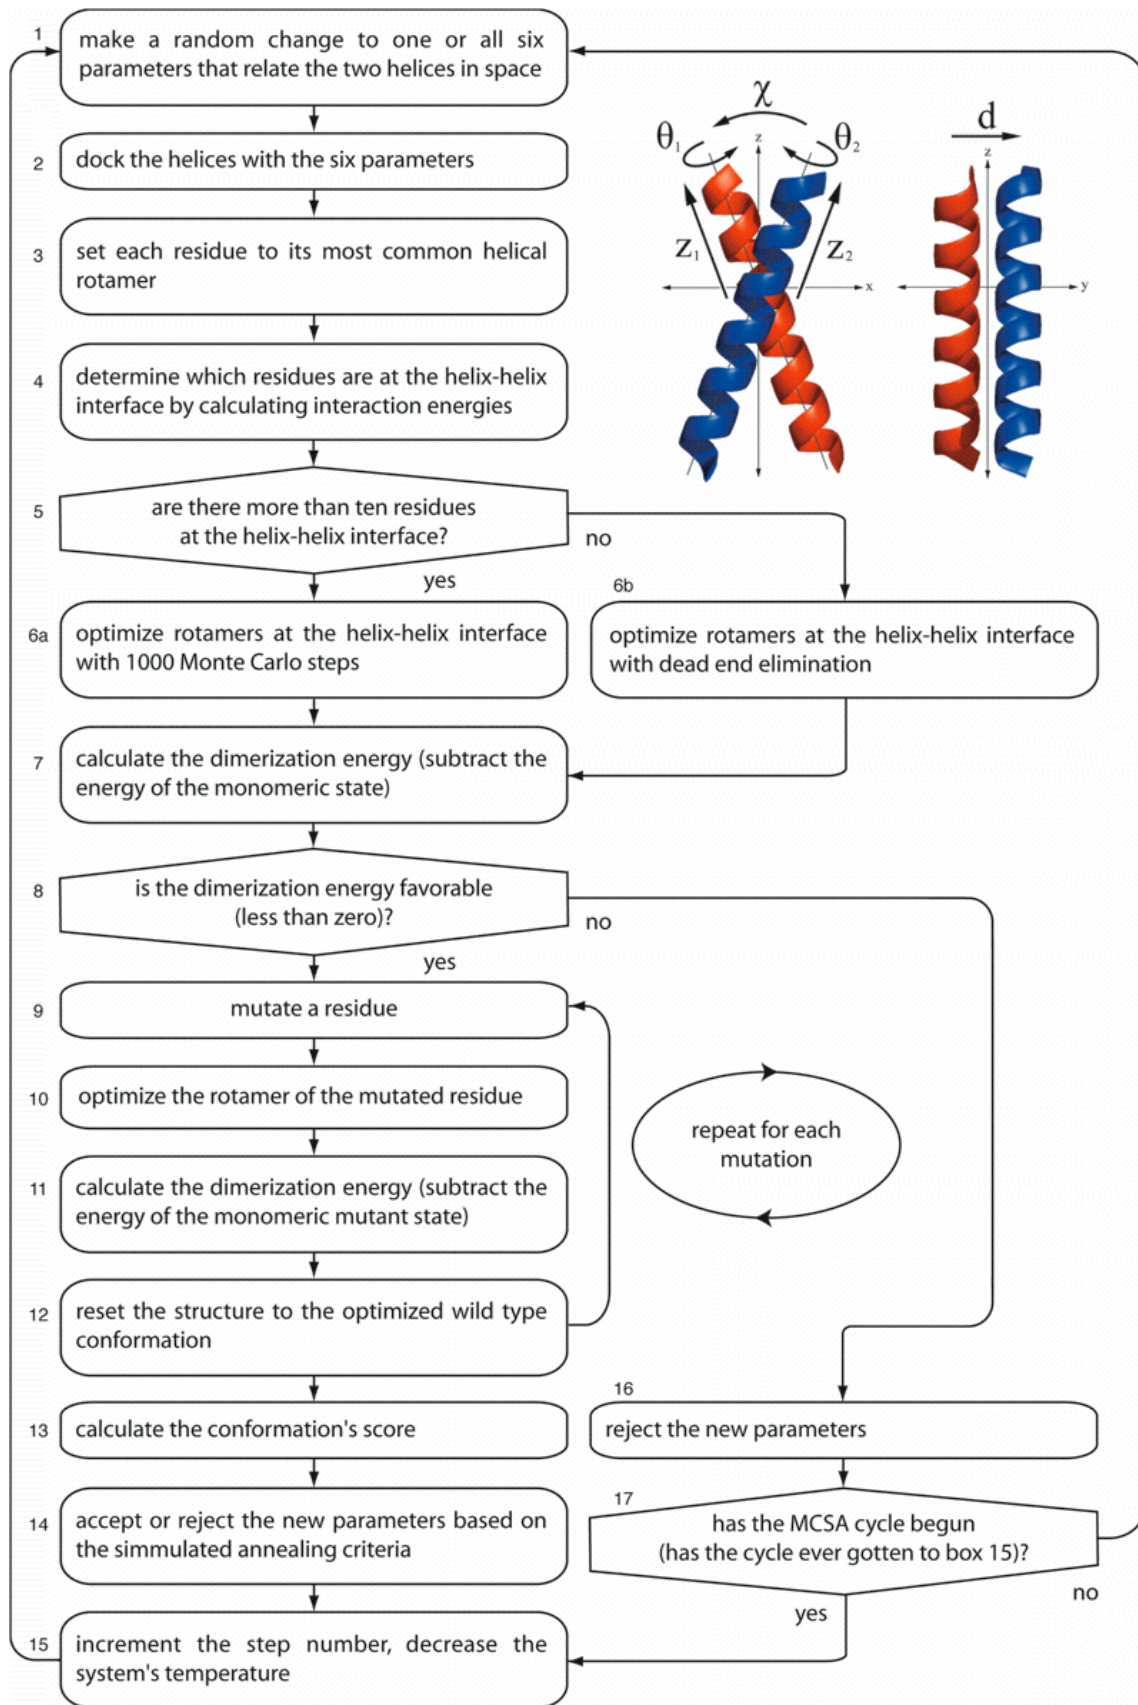 1
make a random change to one or all six
parameters that relate the two helices in space
2
dock the helices with the six parameters
3
set each residue to its most common helical
rotamer
4
determine which residues are at the helix-helix
interface by calculating interaction energies
χ
θ1
z
θ2
Z1
Z2
x
d
z
y
5
are there more than ten residues
at the helix-helix interface?
no
yes
6a
optimize rotamers at the helix-helix interface
with 1000 Monte Carlo steps
6b
optimize rotamers at the helix-helix interface
with dead end elimination
7
calculate the dimerization energy (subtract the
energy of the monomeric state)
8
is the dimerization energy favorable
(less than zero)?
no
yes
9
mutate a residue
10
optimize the rotamer of the mutated residue
11
calculate the dimerization energy (subtract the
energy of the monomeric mutant state)
repeat for each
mutation
12
reset the structure to the optimized wild type
conformation
13
calculate the conformation's score
14
accept or reject the new parameters based on
the simmulated annealing criteria
15
increment the step number, decrease the
system's temperature
16
reject the new parameters
17
has the MCSA cycle begun
(has the cycle ever gotten to box 15)?
no
yes